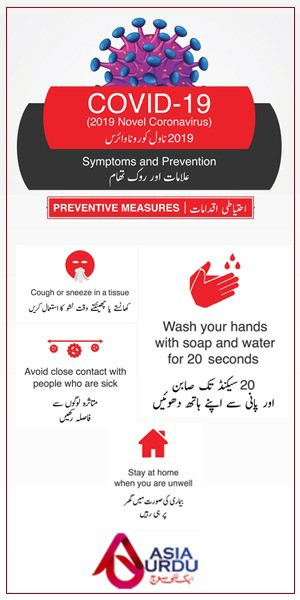 COVID-19
(2019 Novel Coronavirus)
2019 ناول کورونا وائرس
Symptoms and Prevention
علامات اور روک تھام
PREVENTIVE MEASURES | احتیاطی اقدامات
Cough or sneeze in a tissue
کھانستے یا چھینکتے وقت ٹشو کا استعمال کریں
Wash your hands
with soap and water
for 20 seconds
20 سیکنڈ تک صابن
اور پانی سے اپنے ہاتھ دھوئیں
Avoid close contact with
people who are sick
متاثرہ لوگوں سے
فاصلہ رکھیں
Stay at home
when you are unwell
بیماری کی صورت میں گھر
پر ہی رہیں
ASIA
URDU
ایک نئی سوچ